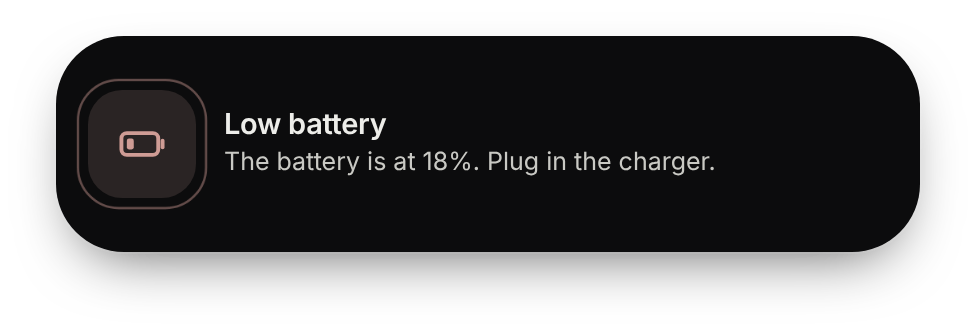 Low battery
The battery is at 18%. Plug in the charger.